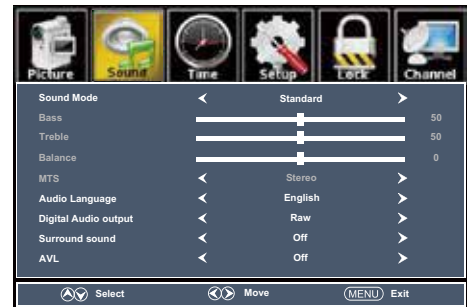 Picture Sound Time Setup Lock Channel
Sound Mode Standard
Bass 50
Treble 50
Balance 0
MTS Stereo
Audio Language English
Digital Audio output Raw
Surround sound Off
AVL Off
Select Move MENU Exit